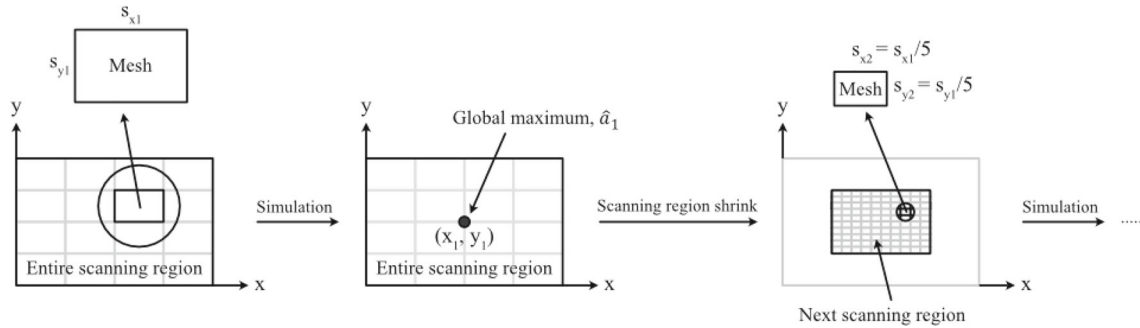 s_x1
s_y1
Mesh
y
Entire scanning region
x
Simulation
y
Global maximum, â_1
(x_1, y_1)
Entire scanning region
x
Scanning region shrink
s_x2 = s_x1/5
Mesh
s_y2 = s_y1/5
y
x
Next scanning region
Simulation
.....